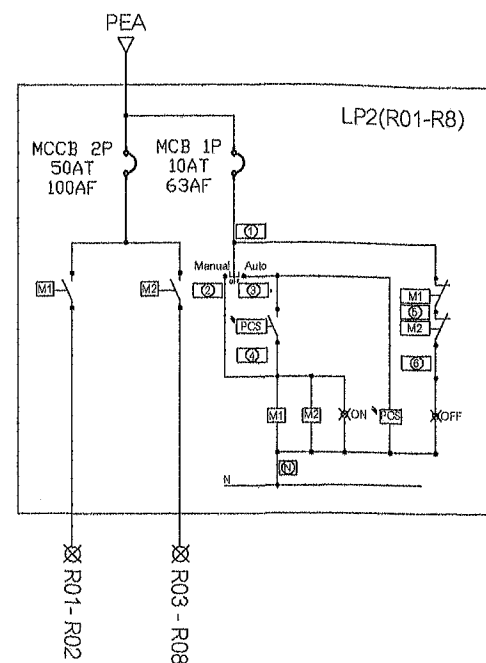 PEA
LP2(R01-R8)
MCCB 2P
50AT
100AF
MCB 1P
10AT
63AF
1
Manual
Auto
2
3
M1
M2
PCS
4
M1
5
M2
6
M1
M2
ON
PCS
OFF
N
N
R01-R02
R03-R08